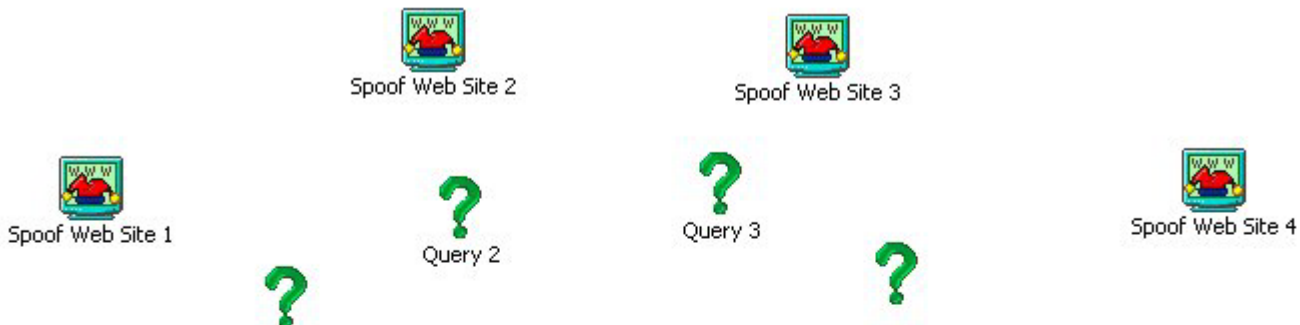 W W W
Spoof Web Site 2
W W W
Spoof Web Site 3
W W W
Spoof Web Site 1
Query 2
Query 3
W W W
Spoof Web Site 4